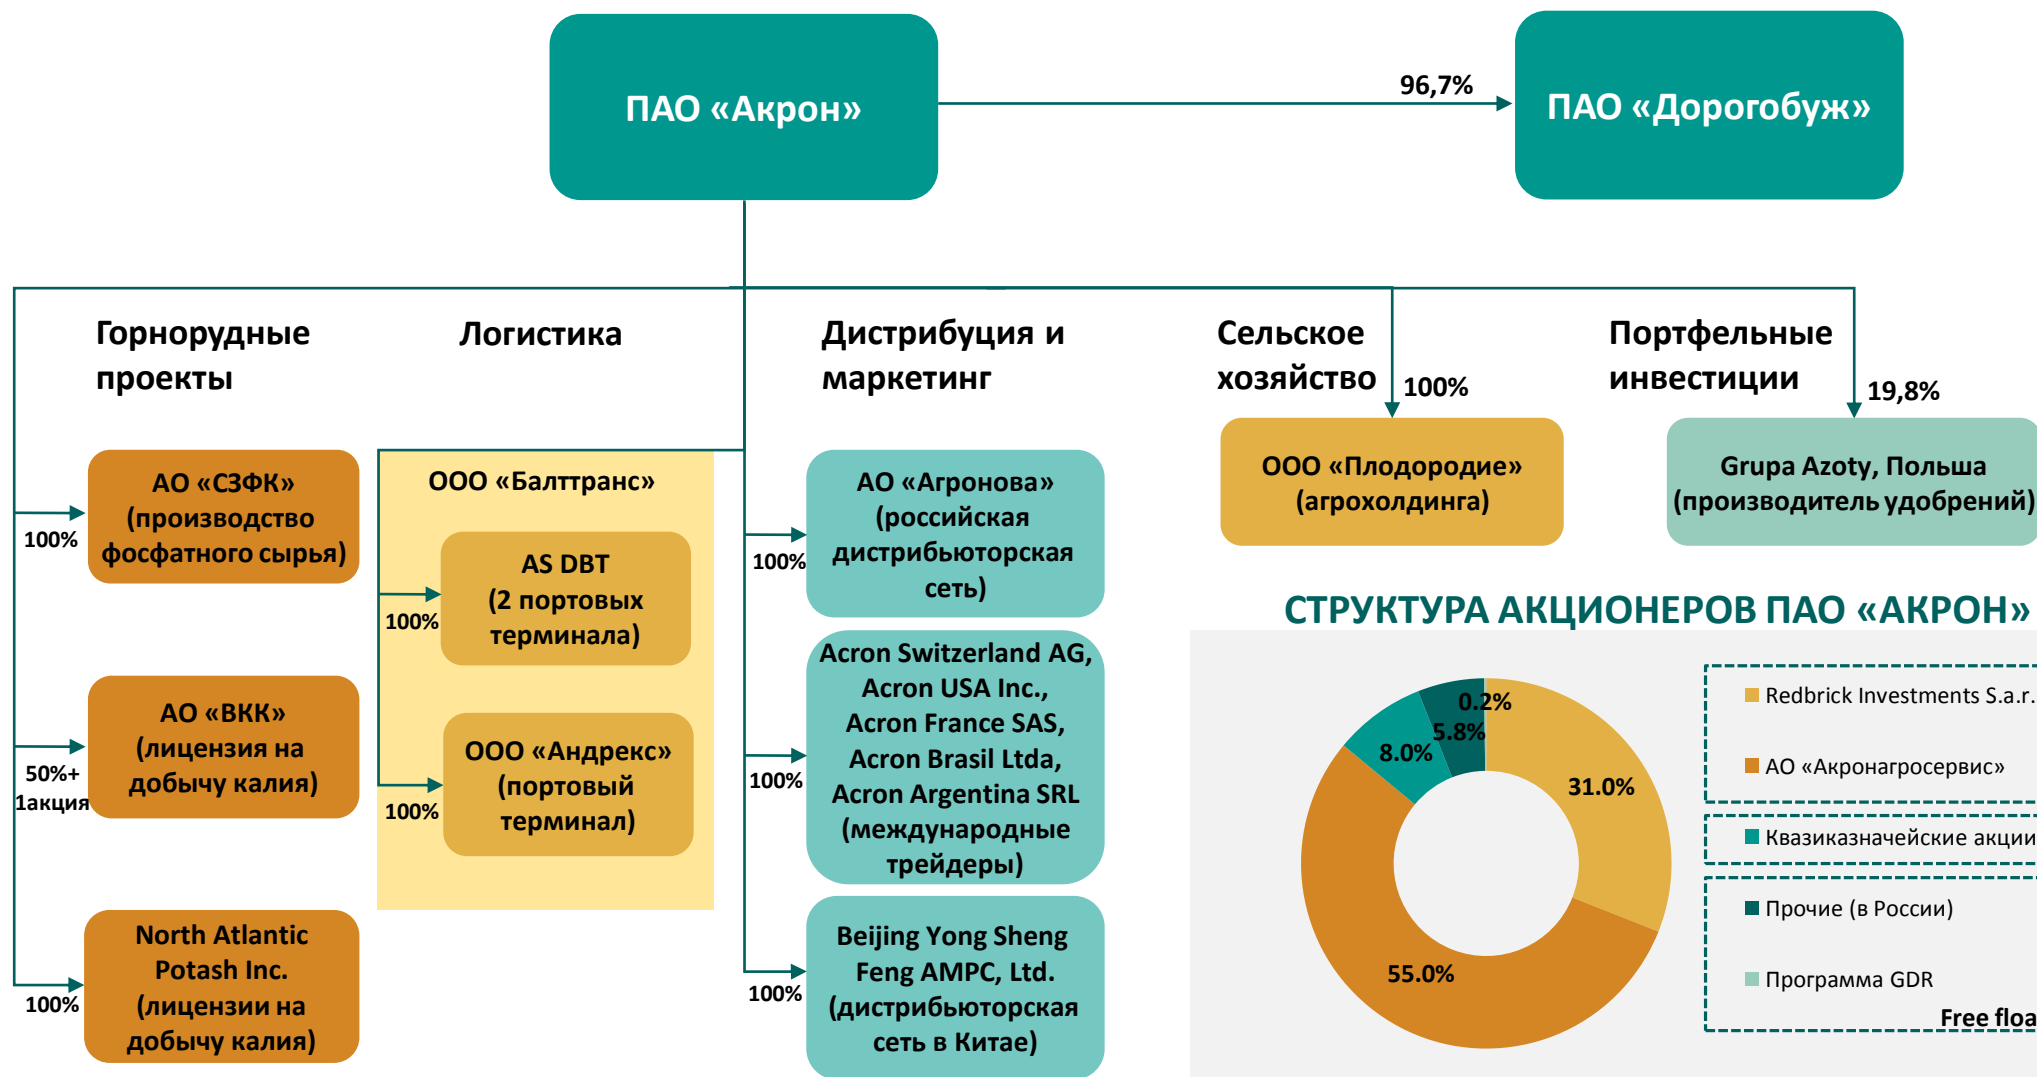 ПАО «Акрон»
96,7%
ПАО «Дорогобуж»
Горнорудные
проекты
Логистика
Дистрибуция и
маркетинг
Сельское
хозяйство
100%
Портфельные
инвестиции
19,8%
АО «СЗФК»
(производство
фосфатного сырья)
100%
АО «ВКК»
(лицензия на
добычу калия)
50%+
1акция
North Atlantic
Potash Inc.
(лицензии на
добычу калия)
100%
ООО «Балттранс»
AS DBT
(2 портовых
терминала)
100%
ООО «Андрекс»
(портовый
терминал)
100%
АО «Агронова»
(российская
дистрибьюторская
сеть)
100%
Acron Switzerland AG,
Acron USA Inc.,
Acron France SAS,
Acron Brasil Ltda,
Acron Argentina SRL
(международные
трейдеры)
100%
Beijing Yong Sheng
Feng AMPC, Ltd.
(дистрибьюторская
сеть в Китае)
100%
ООО «Плодородие»
(агрохолдинга)
Grupa Azoty, Польша
(производитель удобрений)
СТРУКТУРА АКЦИОНЕРОВ ПАО «АКРОН»
0.2%
5.8%
8.0%
31.0%
55.0%
Redbrick Investments S.a.r.
АО «Акронагросервис»
Квазиказначейские акции
Прочие (в России)
Программа GDR
Free floa